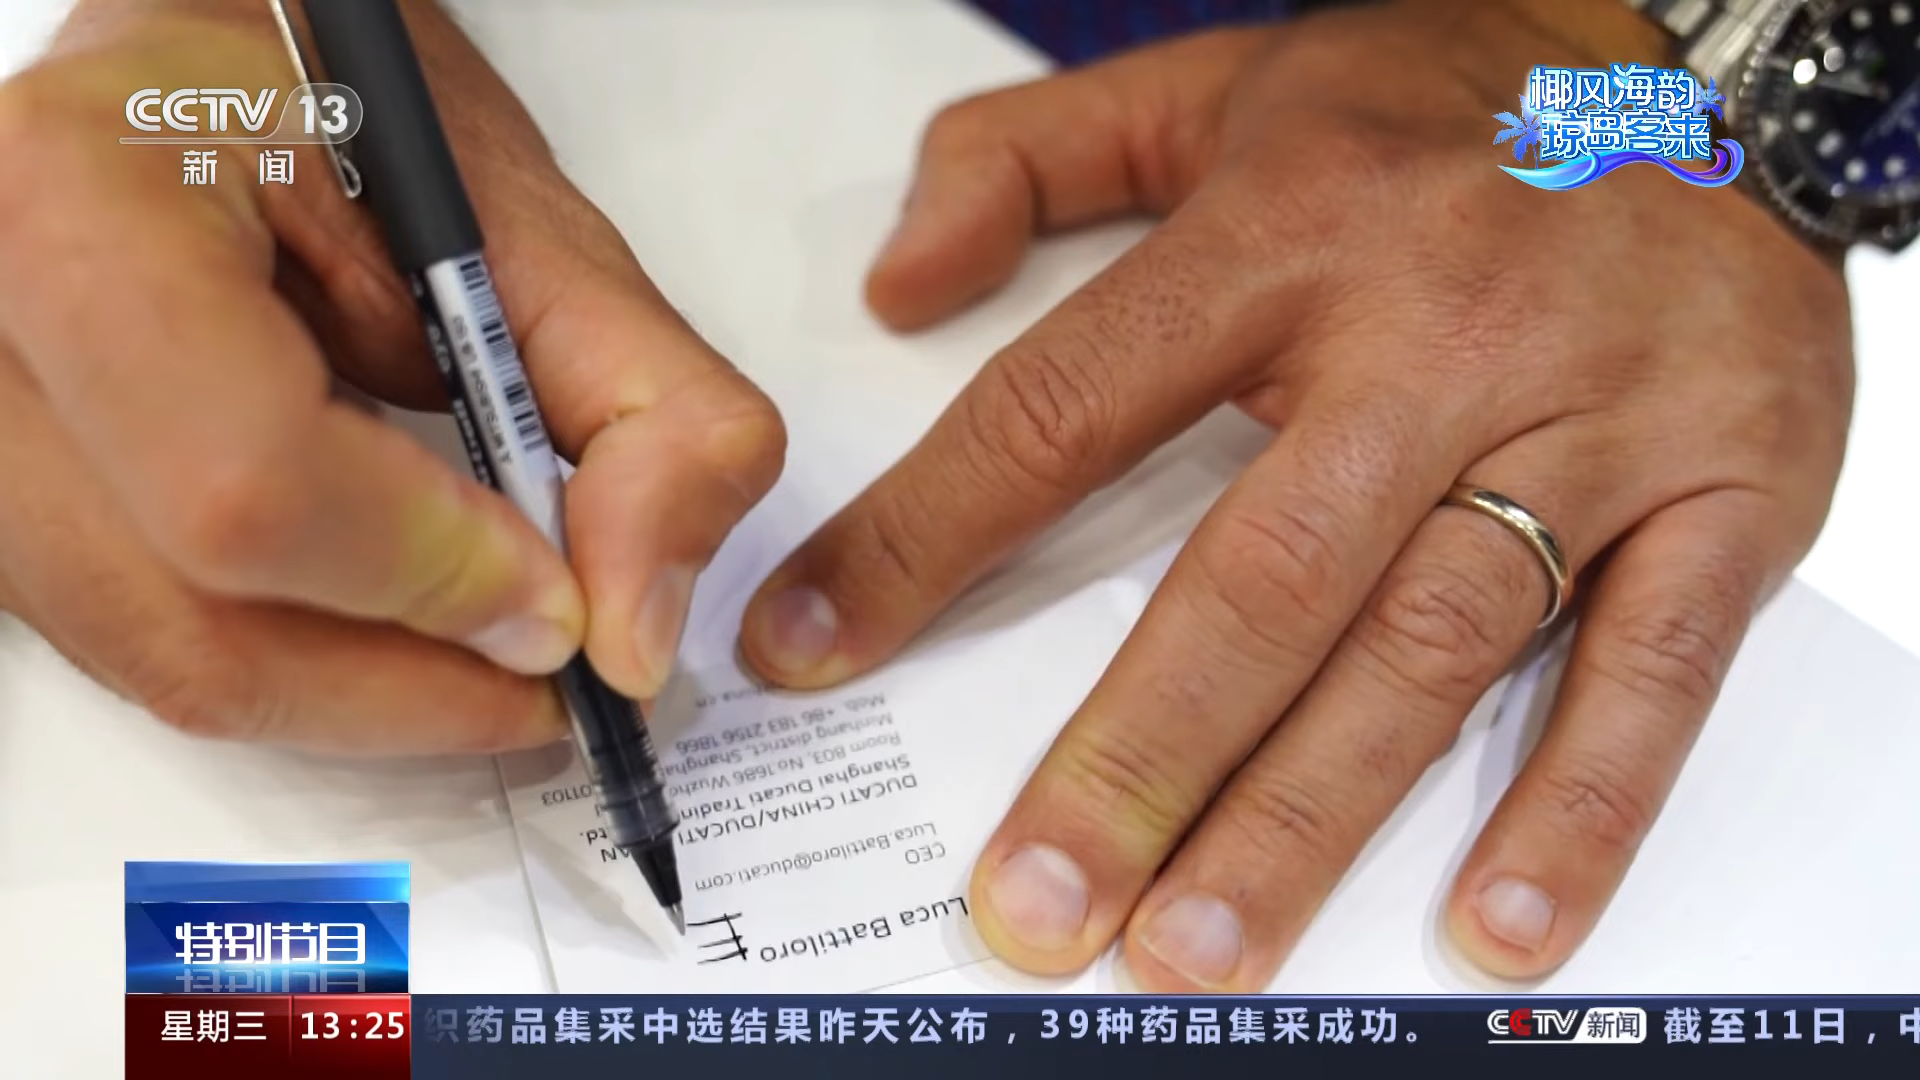 CCTV 13
新闻
椰风海韵
琼岛客来
Luca Battiloro
CEO
Luca.Battiloro@ducati.com
DUCATI CHINA/DUCATI
Shanghai Ducati
Ltd.
Room 803, No.1686
Minhang district, Shanghai
Mob. +86 183 2156 1866
特别节目
星期三 13:25
织药品集采中选结果昨天公布，39种药品集采成功。 CCTV新闻 截至11日，中